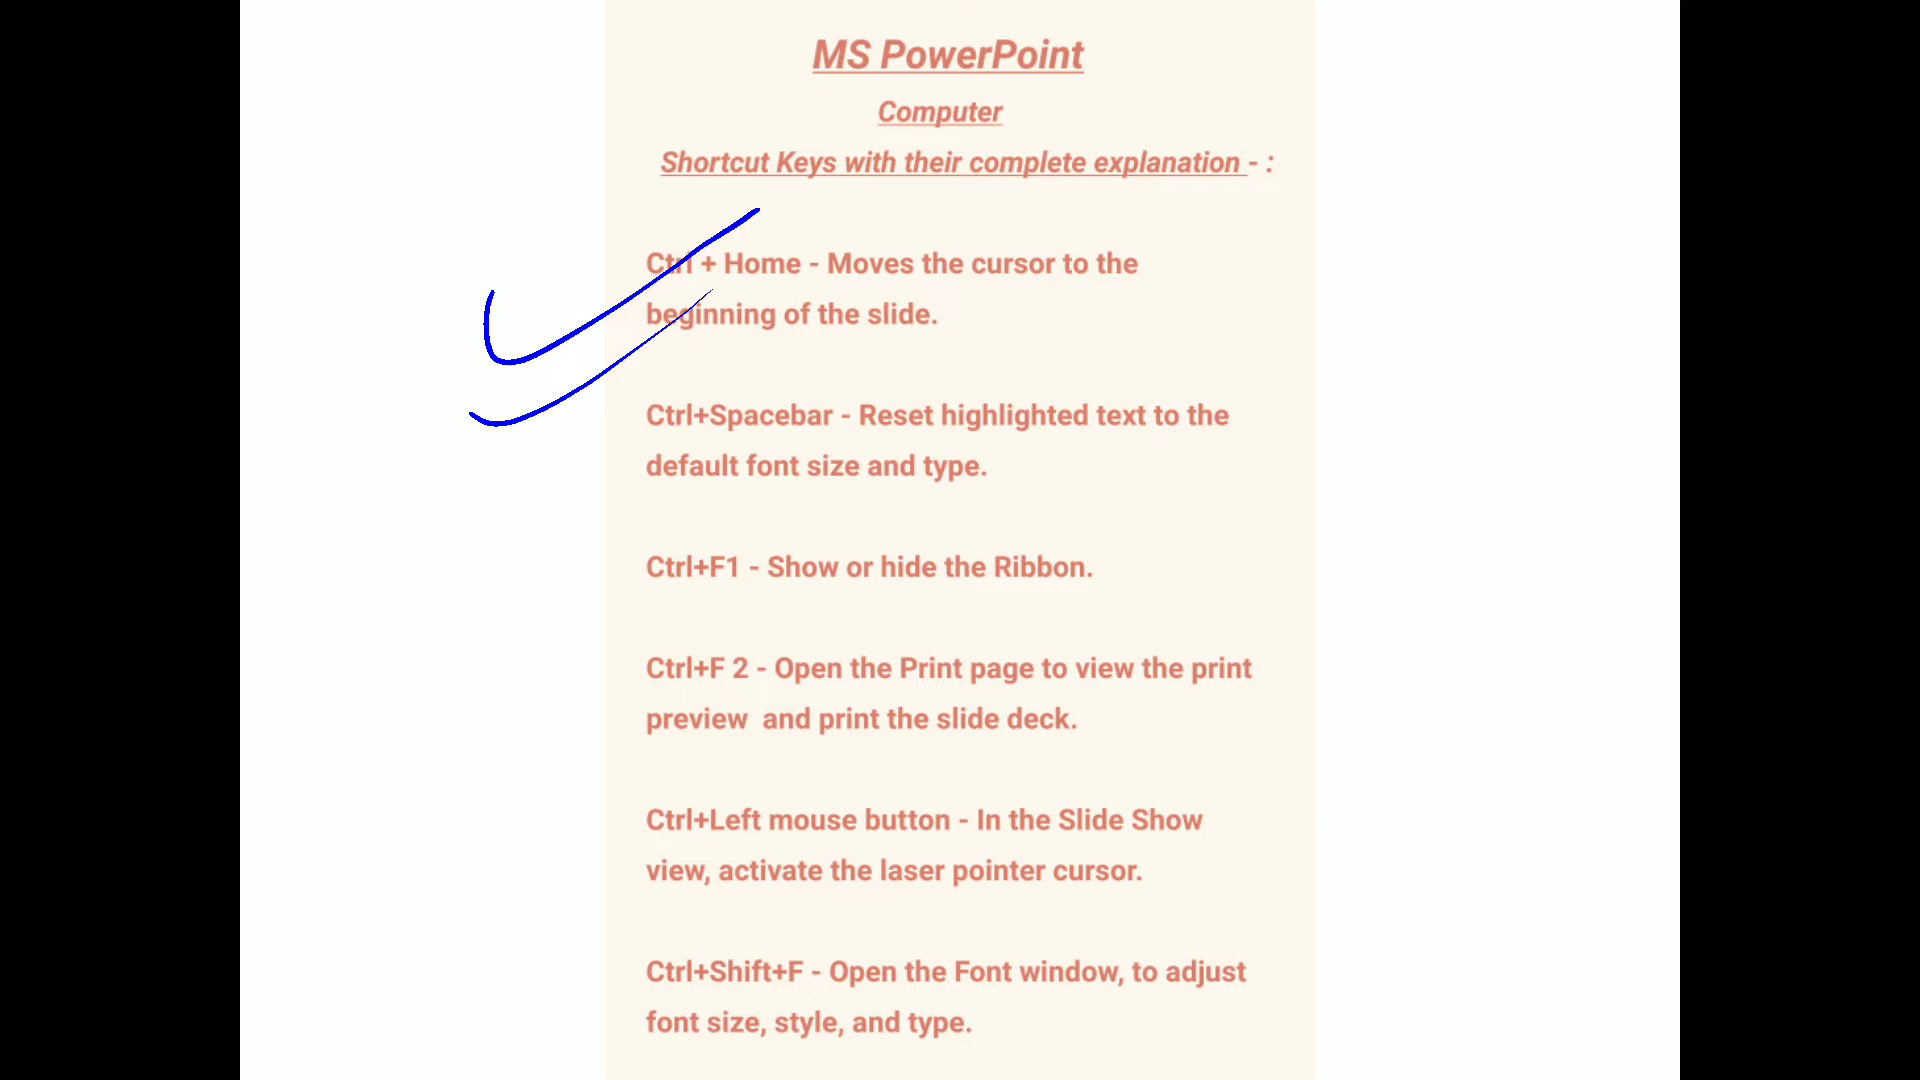 MS PowerPoint
Computer
Shortcut Keys with their complete explanation - :
Ctrl + Home - Moves the cursor to the
beginning of the slide.
Ctrl+Spacebar - Reset highlighted text to the
default font size and type.
Ctrl+F1 - Show or hide the Ribbon.
Ctrl+F 2 - Open the Print page to view the print
preview  and print the slide deck.
Ctrl+Left mouse button - In the Slide Show
view, activate the laser pointer cursor.
Ctrl+Shift+F - Open the Font window, to adjust
font size, style, and type.